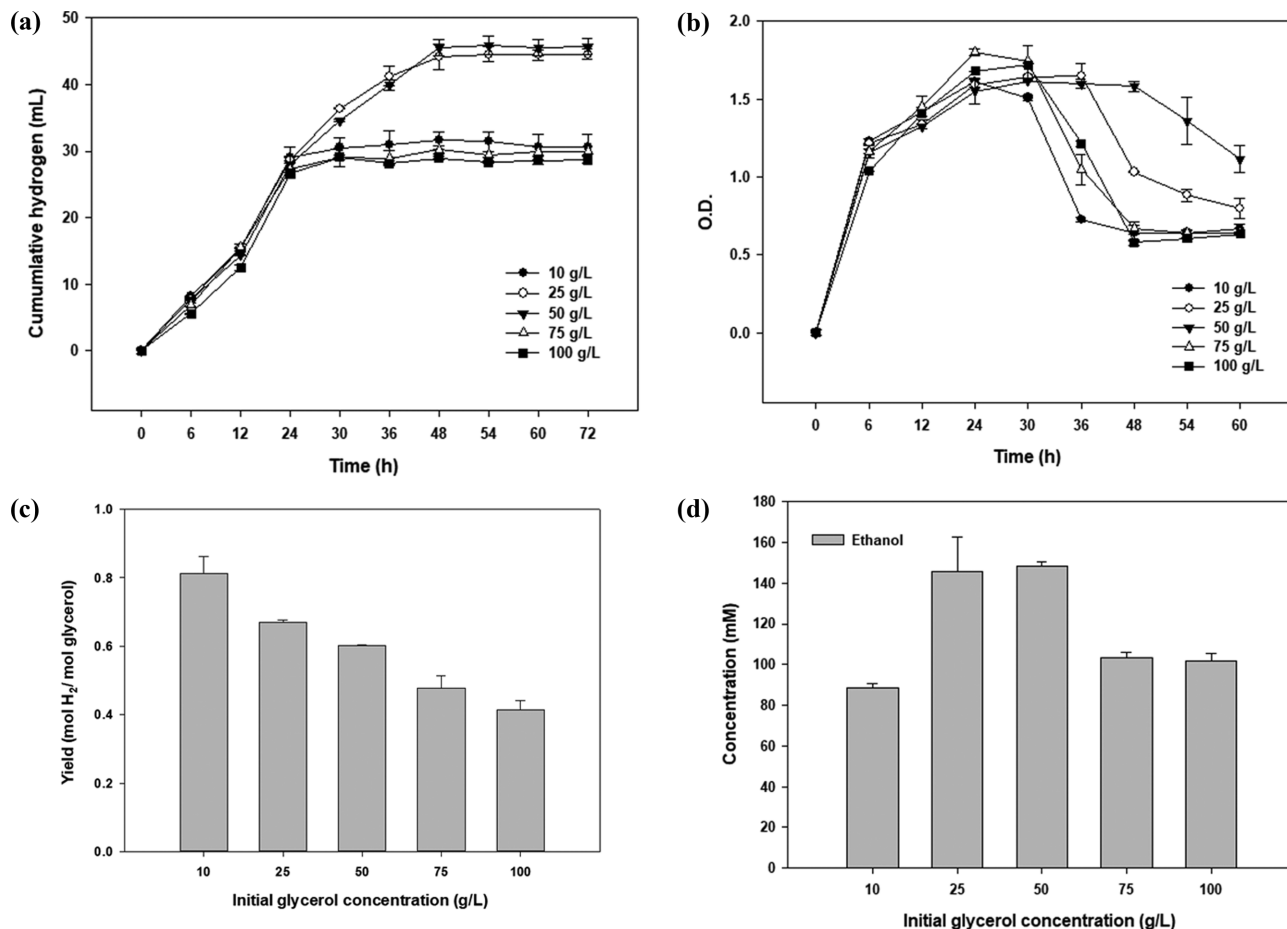 (a)
Cumulative hydrogen (mL)
50
40
30
20
10
0
10 g/L
25 g/L
50 g/L
75 g/L
100 g/L
0 6 12 24 30 36 48 54 60 72
Time (h)
(b)
O.D.
2.0
1.5
1.0
0.5
0.0
10 g/L
25 g/L
50 g/L
75 g/L
100 g/L
0 6 12 24 30 36 48 54 60
Time (h)
(c)
Yield (mol H₂/ mol glycerol)
1.0
0.8
0.6
0.4
0.2
0.0
10 25 50 75 100
Initial glycerol concentration (g/L)
(d)
Concentration (mM)
180
160
140
120
100
80
60
40
20
0
Ethanol
10 25 50 75 100
Initial glycerol concentration (g/L)